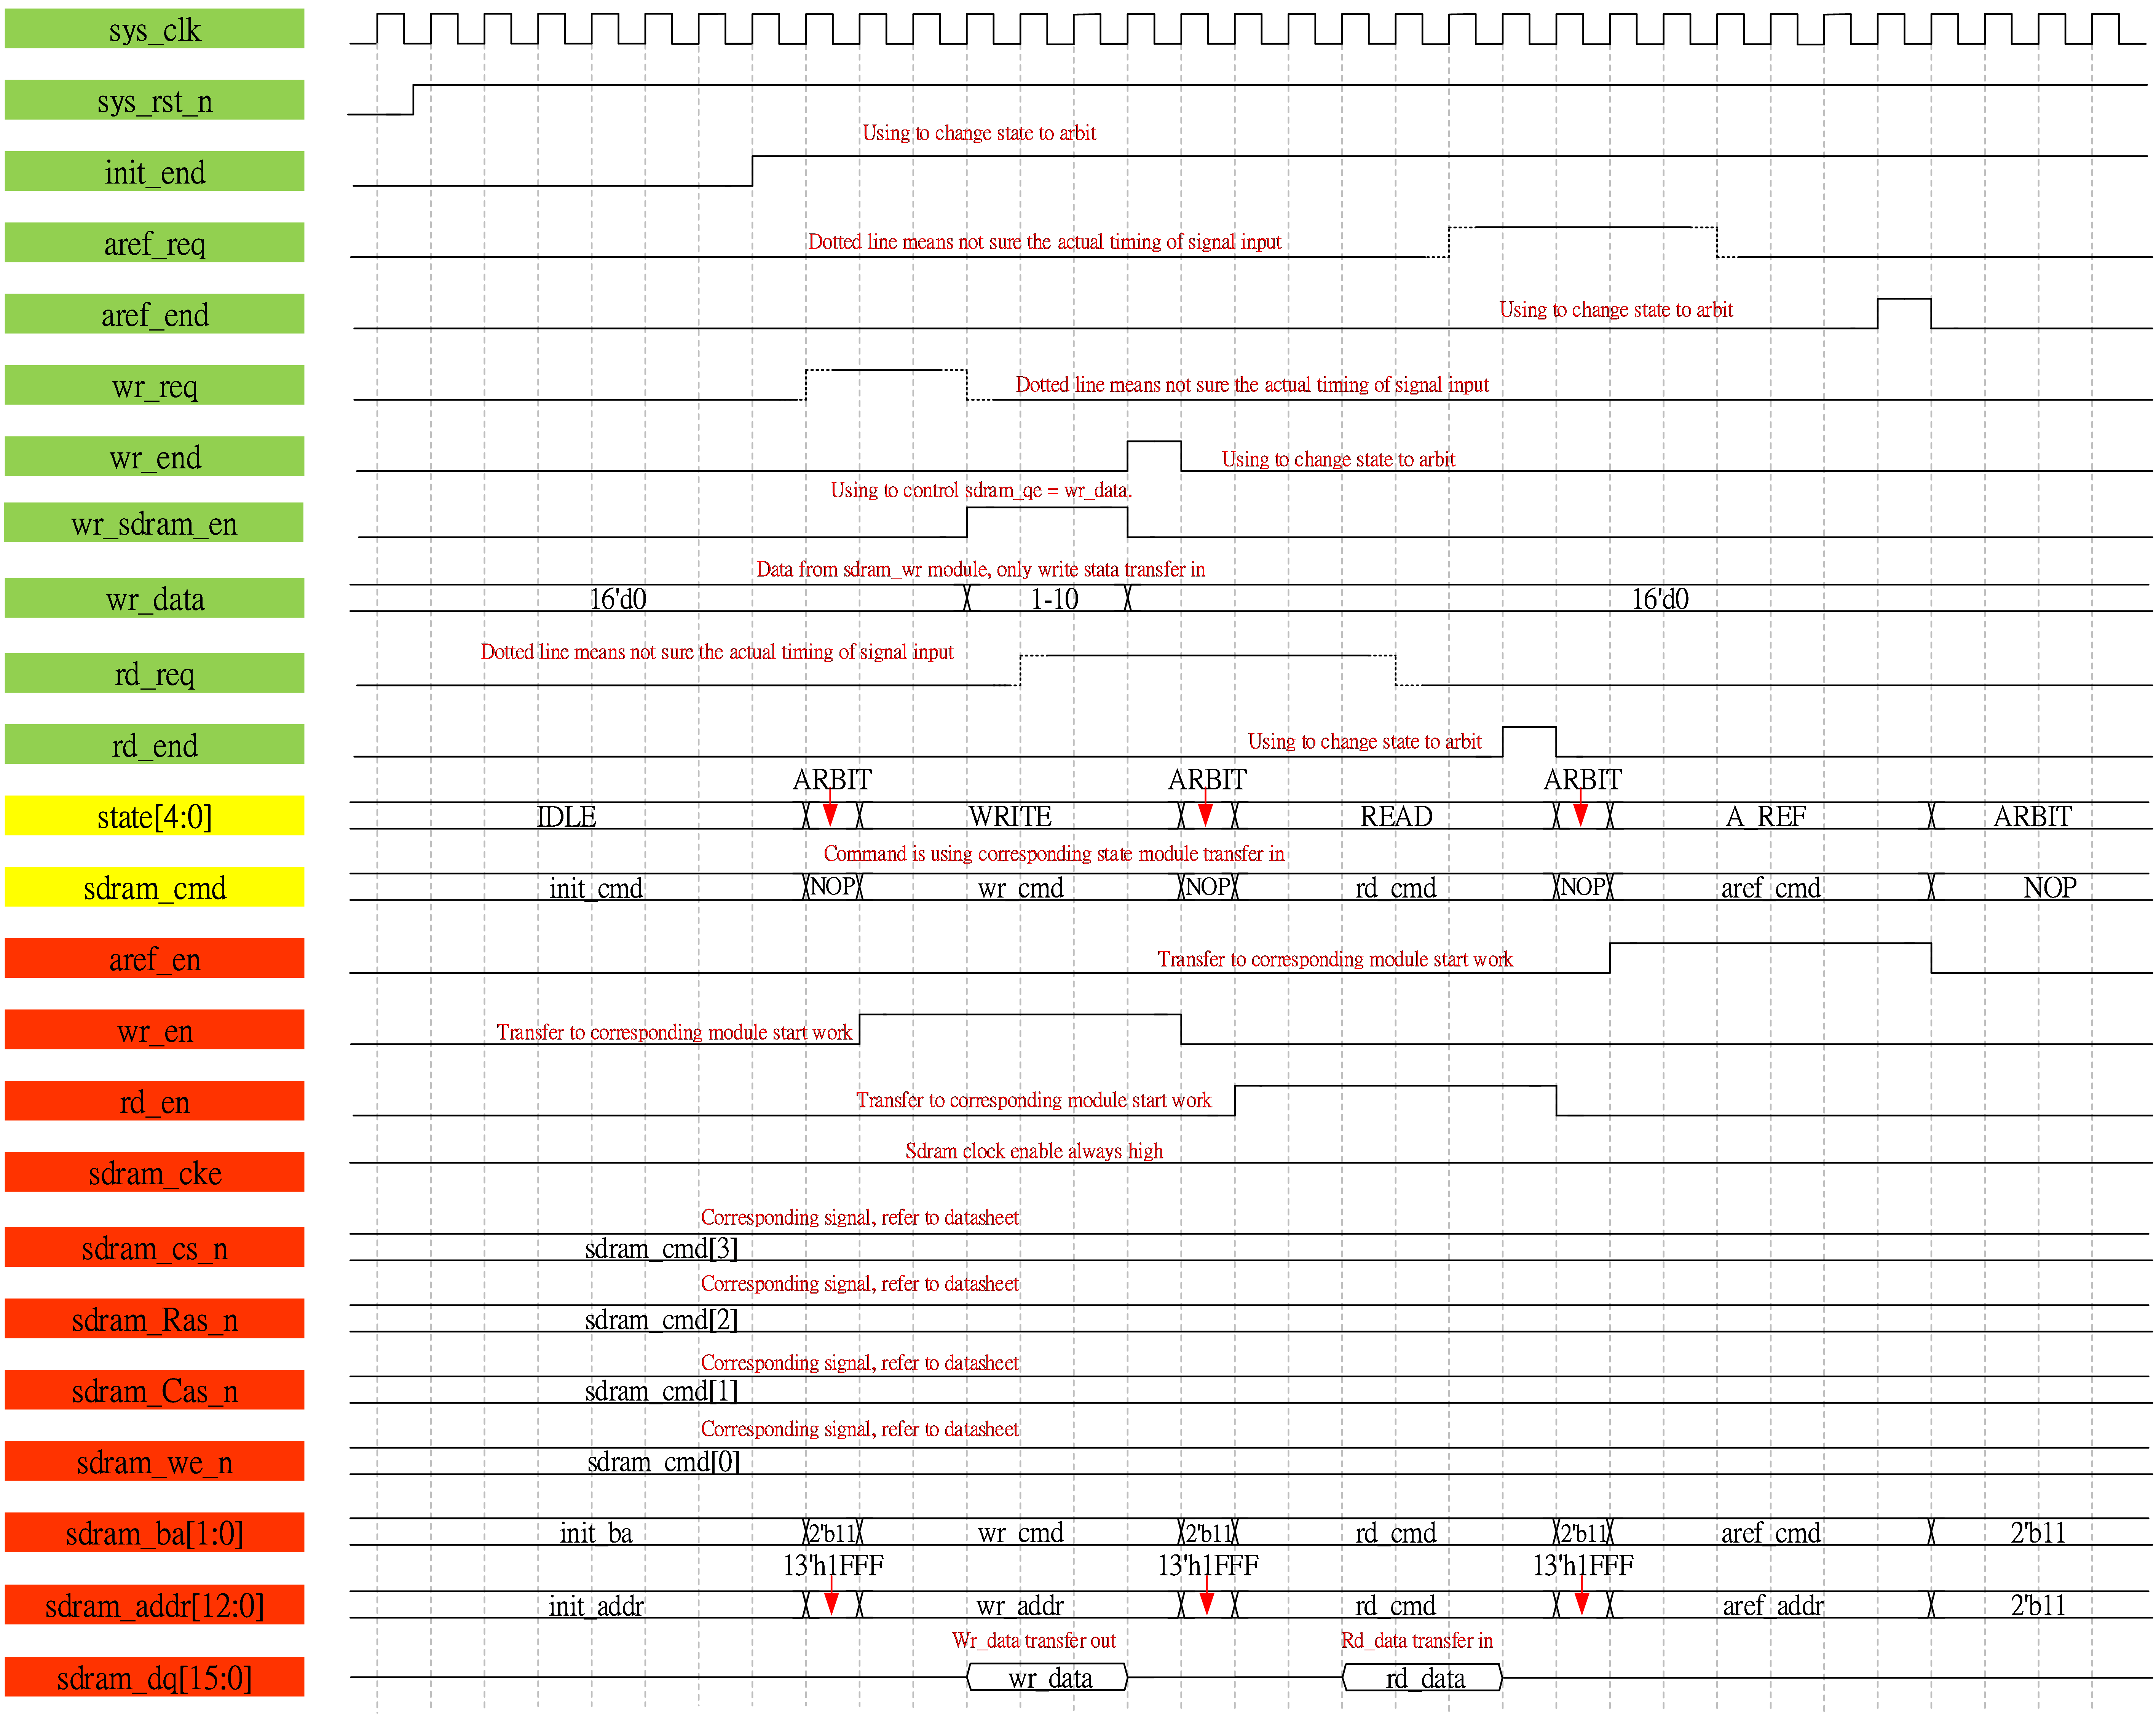 sys_clk
sys_rst_n
Using to change state to arbit
init_end
aref_req
Dotted line means not sure the actual timing of signal input
aref_end
Using to change state to arbit
wr_req
Dotted line means not sure the actual timing of signal input
wr_end
Using to change state to arbit
Using to control sdram_qe = wr_data.
wr_sdram_en
Data from sdram_wr module, only write stata transfer in
wr_data
16'd0
1-10
16'd0
Dotted line means not sure the actual timing of signal input
rd_req
rd_end
Using to change state to arbit
ARBIT
ARBIT
ARBIT
state[4:0]
IDLE
WRITE
READ
A_REF
ARBIT
Command is using corresponding state module transfer in
sdram_cmd
init_cmd
NOP
wr_cmd
NOP
rd_cmd
NOP
aref_cmd
NOP
aref_en
Transfer to corresponding module start work
wr_en
Transfer to corresponding module start work
rd_en
Transfer to corresponding module start work
Sdram clock enable always high
sdram_cke
Corresponding signal, refer to datasheet
sdram_cs_n
sdram_cmd[3]
Corresponding signal, refer to datasheet
sdram_Ras_n
sdram_cmd[2]
Corresponding signal, refer to datasheet
sdram_Cas_n
sdram_cmd[1]
Corresponding signal, refer to datasheet
sdram_we_n
sdram_cmd[0]
sdram_ba[1:0]
init_ba
2'b11
wr_cmd
2'b11
rd_cmd
2'b11
aref_cmd
2'b11
13'h1FFF
13'h1FFF
13'h1FFF
sdram_addr[12:0]
init_addr
wr_addr
rd_cmd
aref_addr
2'b11
Wr_data transfer out
Rd_data transfer in
sdram_dq[15:0]
wr_data
rd_data